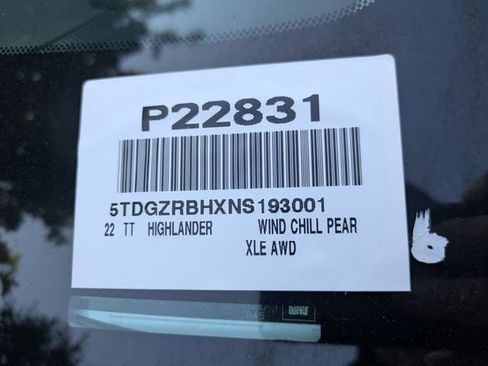 P22831
5TDGZRBHXNS193001
22 TT HIGHLANDER WIND CHILL PEAR
XLE AWD